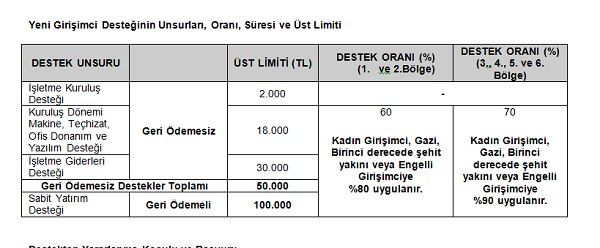 Yeni Girişimci Desteğinin Unsurları, Oranı, Süresi ve Üst Limiti
DESTEK UNSURU
ÜST LİMİTİ (TL)
DESTEK ORANI (%)
(1. ve 2.Bölge)
DESTEK ORANI (%)
(3,, 4., 5. ve 6.
Bölge)
İşletme Kuruluş
Desteği
Geri Ödemesiz
2.000
-
Kuruluş Dönemi
Makine, Teçhizat,
Ofis Donanım ve
Yazılım Desteği
18.000
60
Kadın Girişimci, Gazi,
Birinci derecede şehit
yakını veya Engelli
Girişimciye
%80 uygulanır.
70
Kadın Girişimci,
Gazi, Birinci
derecede şehit
yakını veya Engelli
Girişimciye
%90 uygulanır.
İşletme Giderleri
Desteği
30.000
Geri Ödemesiz Destekler Toplamı
50.000
Sabit Yatırım
Desteği
Geri Ödemeli
100.000